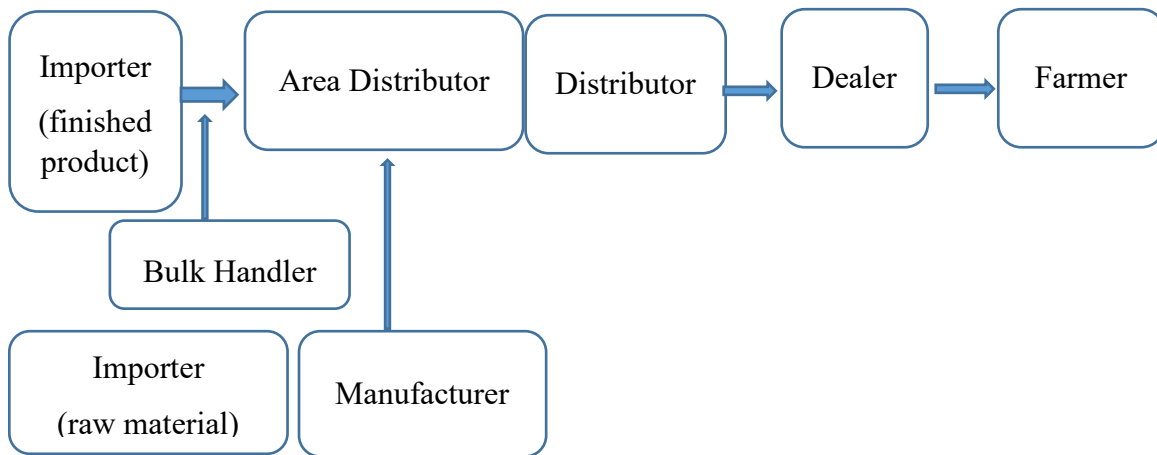 Importer
(finished
product)
Area Distributor
Distributor
Dealer
Farmer
Bulk Handler
Importer
(raw material)
Manufacturer